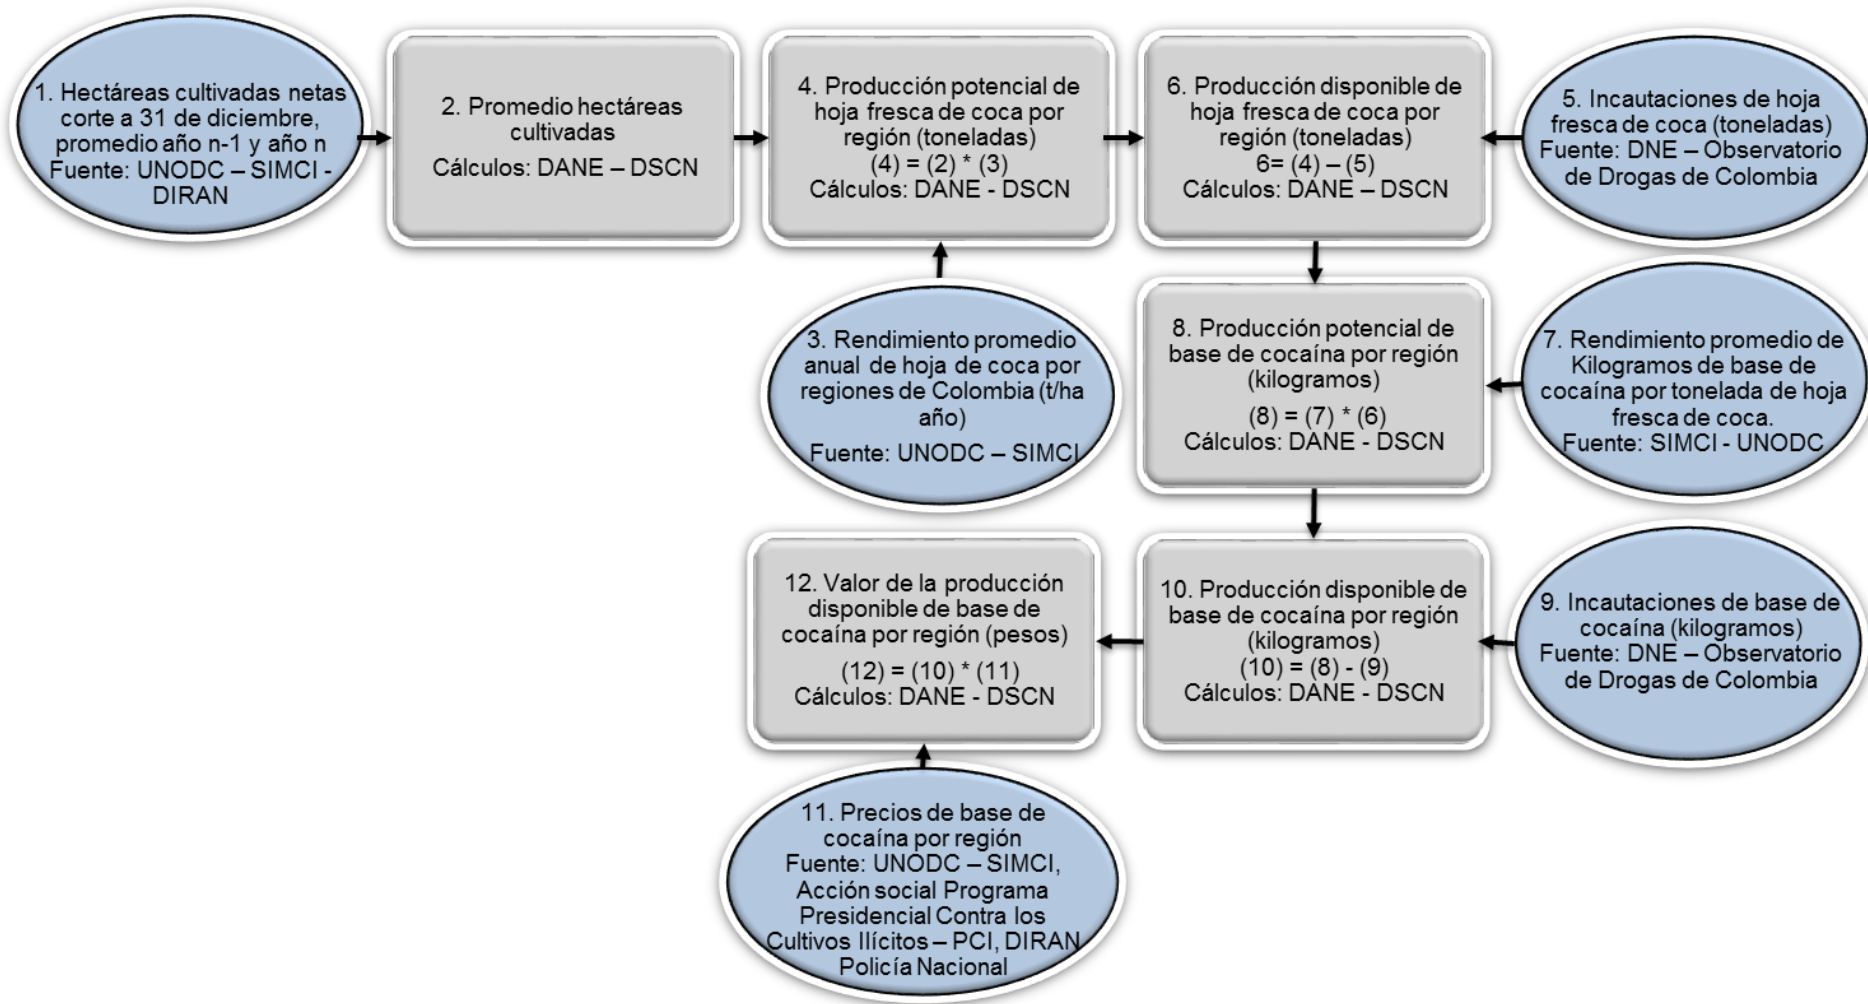 1. Hectáreas cultivadas netas
corte a 31 de diciembre,
promedio año n-1 y año n
Fuente: UNODC – SIMCI -
DIRAN
2. Promedio hectáreas
cultivadas
Cálculos: DANE – DSCN
4. Producción potencial de
hoja fresca de coca por
región (toneladas)
(4) = (2) * (3)
Cálculos: DANE - DSCN
6. Producción disponible de
hoja fresca de coca por
región (toneladas)
6= (4) – (5)
Cálculos: DANE – DSCN
5. Incautaciones de hoja
fresca de coca (toneladas)
Fuente: DNE – Observatorio
de Drogas de Colombia
3. Rendimiento promedio
anual de hoja de coca por
regiones de Colombia (t/ha
año)
Fuente: UNODC – SIMCI
8. Producción potencial de
base de cocaína por región
(kilogramos)
(8) = (7) * (6)
Cálculos: DANE - DSCN
7. Rendimiento promedio de
Kilogramos de base de
cocaína por tonelada de hoja
fresca de coca.
Fuente: SIMCI - UNODC
12. Valor de la producción
disponible de base de
cocaína por región (pesos)
(12) = (10) * (11)
Cálculos: DANE - DSCN
10. Producción disponible de
base de cocaína por región
(kilogramos)
(10) = (8) - (9)
Cálculos: DANE - DSCN
9. Incautaciones de base de
cocaína (kilogramos)
Fuente: DNE – Observatorio
de Drogas de Colombia
11. Precios de base de
cocaína por región
Fuente: UNODC – SIMCI,
Acción social Programa
Presidencial Contra los
Cultivos Ilícitos – PCI, DIRAN
Policía Nacional